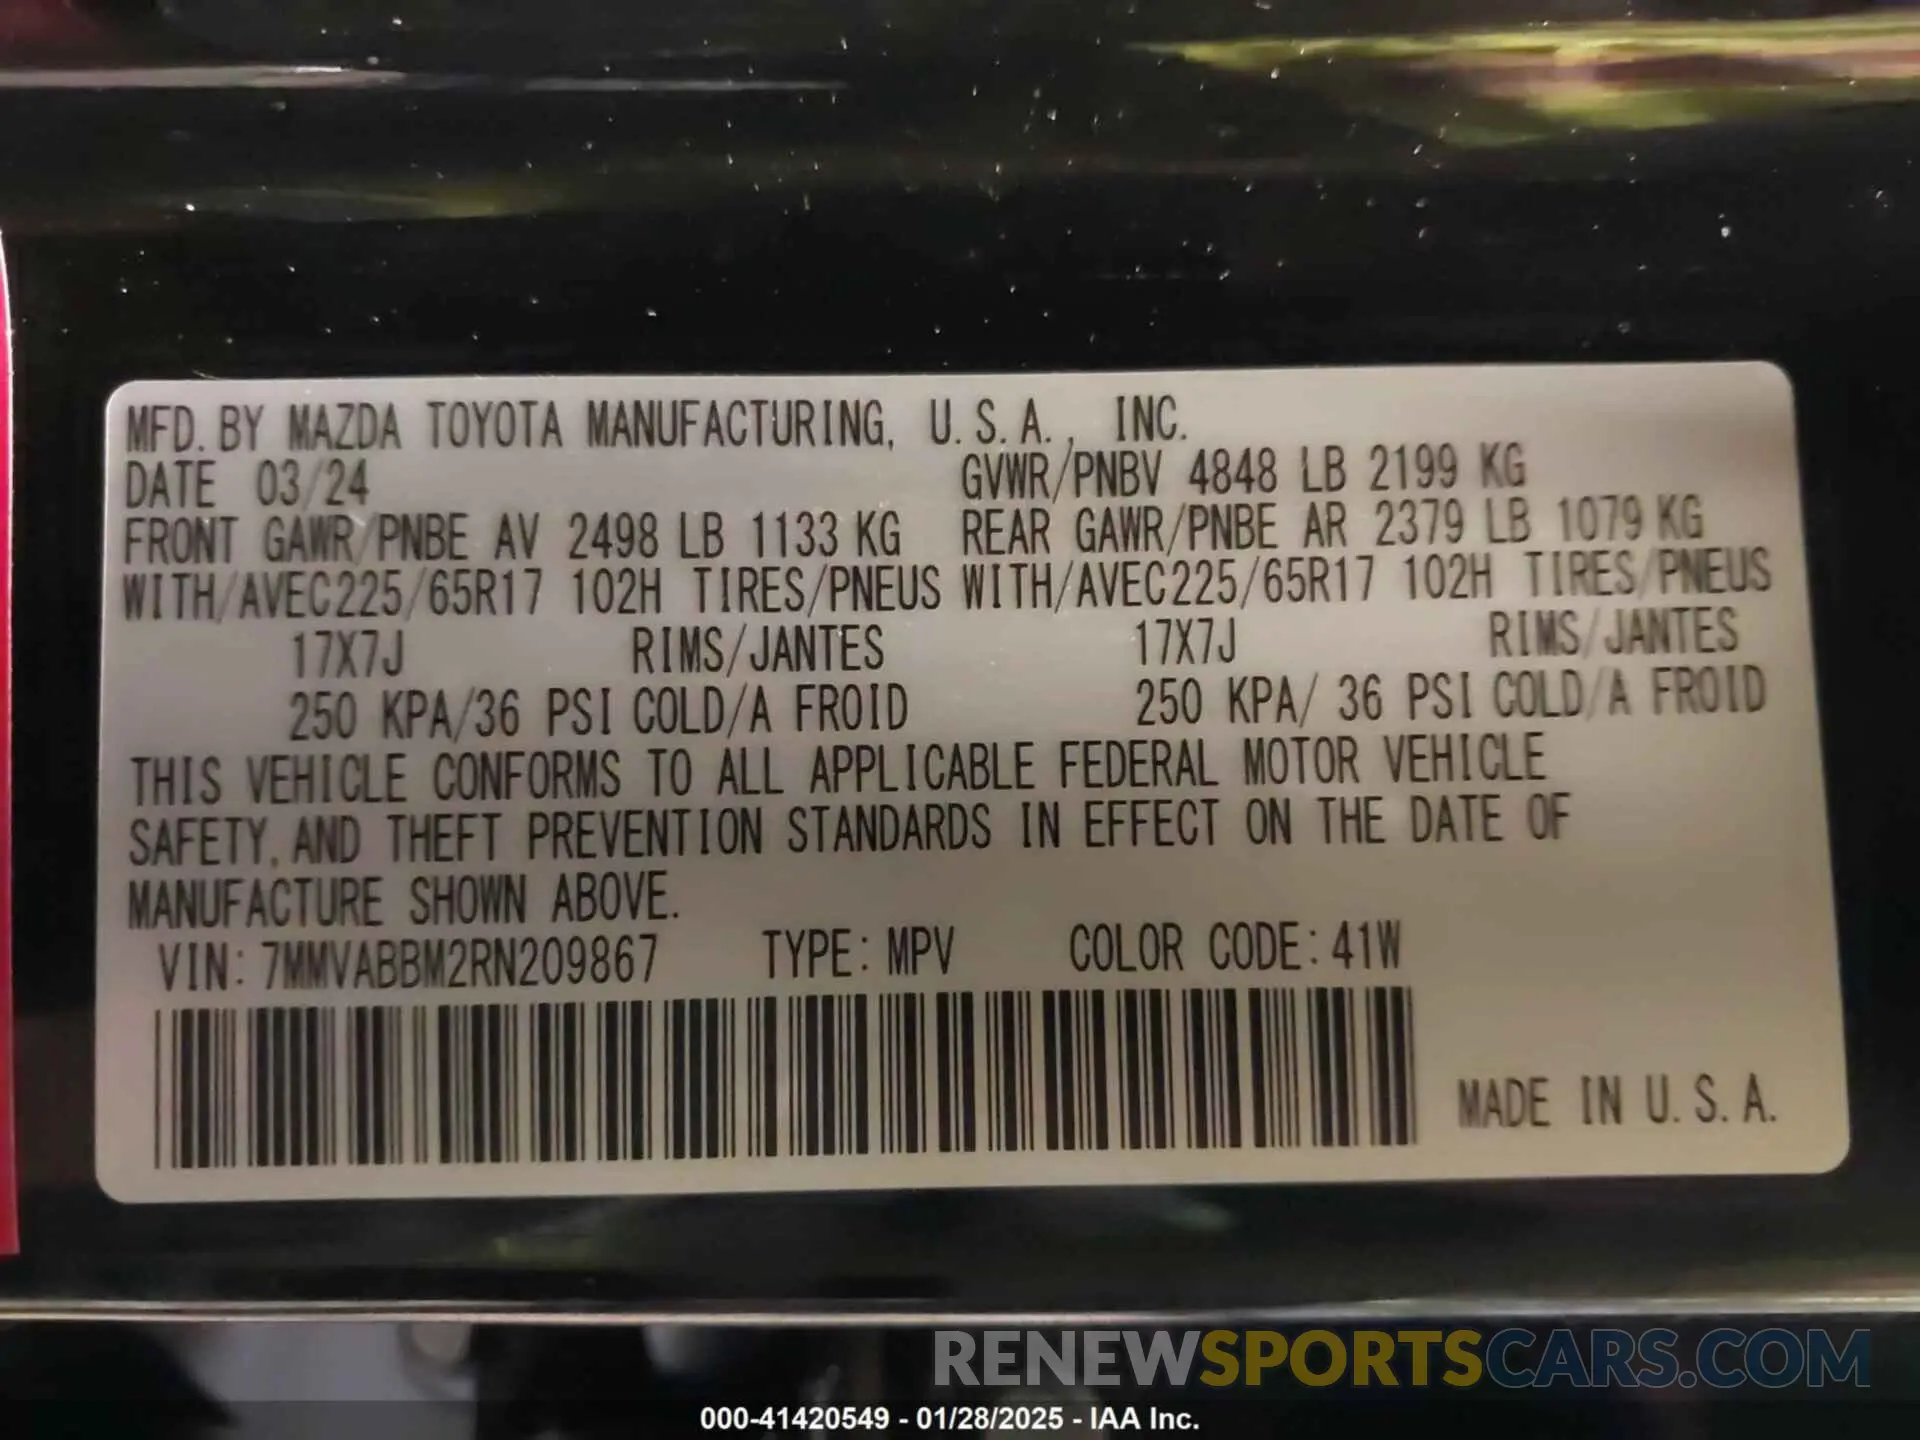 MFD. BY MAZDA TOYOTA MANUFACTURING, U.S.A., INC.
DATE 03/24 GVWR/PNBV 4848 LB 2199 KG
FRONT GAWR/PNBE AV 2498 LB 1133 KG REAR GAWR/PNBE AR 2379 LB 1079 KG
WITH/AVEC225/65R17 102H TIRES/PNEUS WITH/AVEC225/65R17 102H TIRES/PNEUS
17X7J RIMS/JANTES 17X7J RIMS/JANTES
250 KPA/36 PSI COLD/A FROID 250 KPA/ 36 PSI COLD/A FROID
THIS VEHICLE CONFORMS TO ALL APPLICABLE FEDERAL MOTOR VEHICLE
SAFETY, AND THEFT PREVENTION STANDARDS IN EFFECT ON THE DATE OF
MANUFACTURE SHOWN ABOVE.
VIN: 7MMVABBM2RN209867 TYPE: MPV COLOR CODE: 41W
MADE IN U.S.A.
RENEWSPORTSCARS.COM
000-41420549 - 01/28/2025 - IAA Inc.